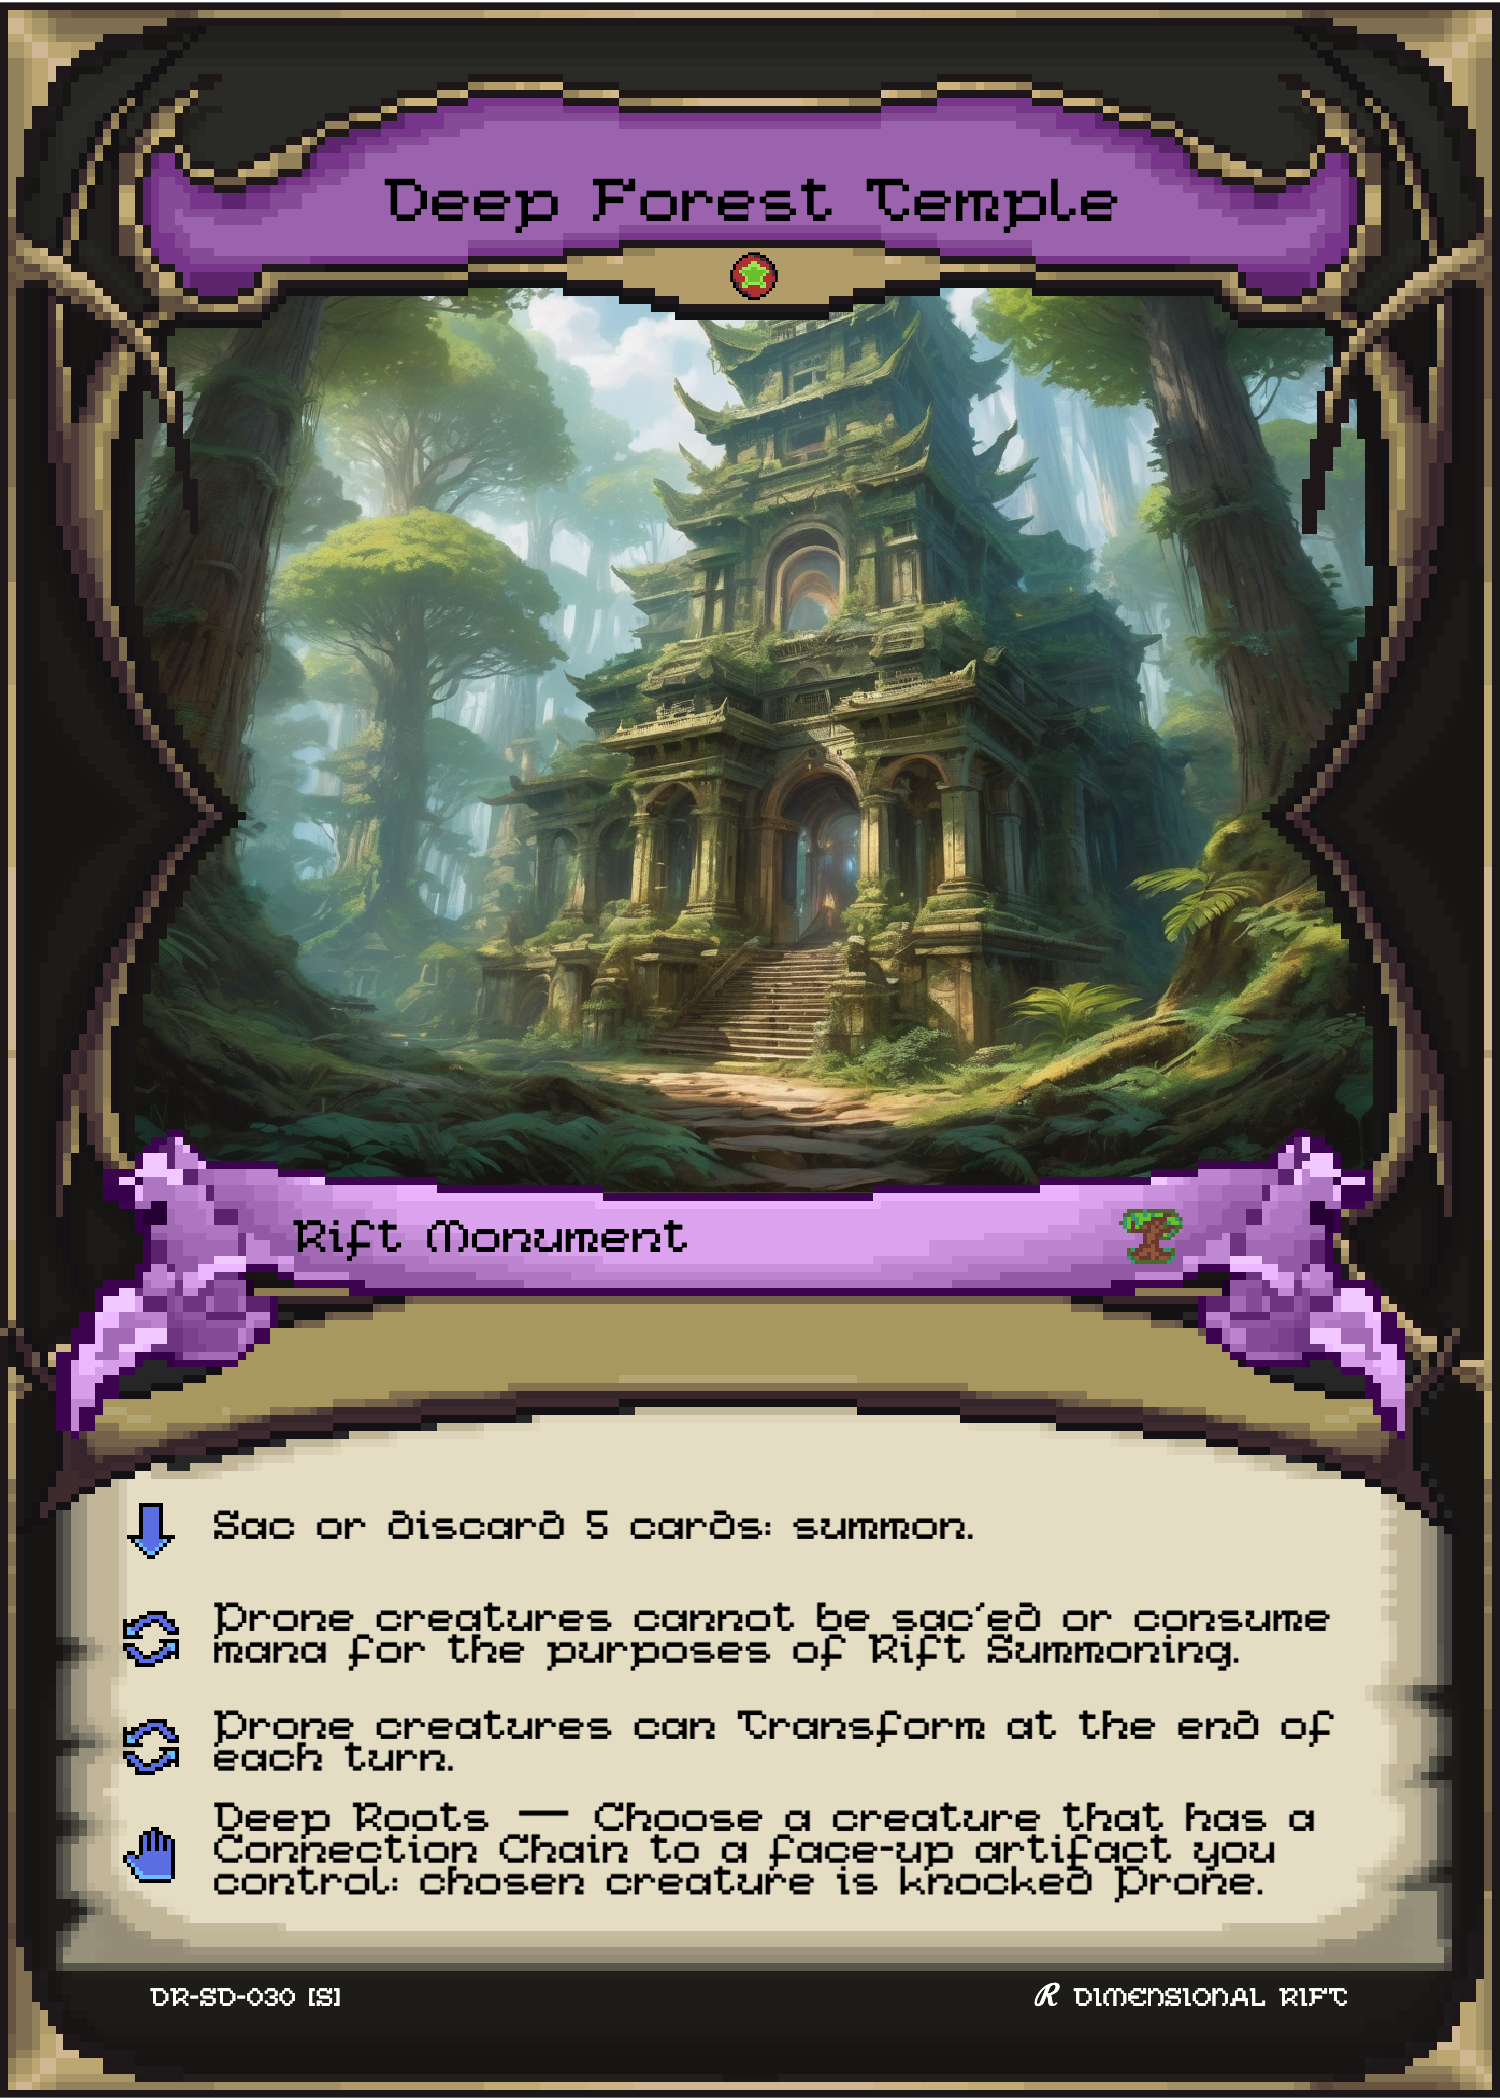 Deep Forest Temple
Rift Monument
Sac or discard 5 cards: summon.
Prone creatures cannot be sac'ed or consume
mana for the purposes of Rift Summoning.
Prone creatures can Transform at the end of
each turn.
Deep Roots — Choose a creature that has a
Connection Chain to a face-up artifact you
control: chosen creature is knocked Prone.
DR-SD-030 [S]
R DIMENSIONAL RIFT